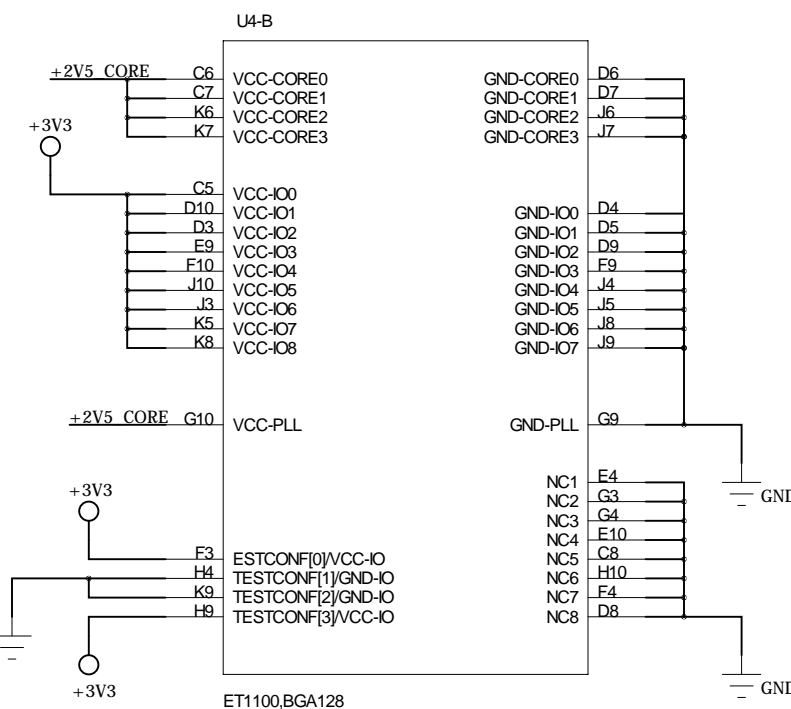 U4-B
+2V5 CORE C6 VCC-CORE0 GND-CORE0 D6
C7 VCC-CORE1 GND-CORE1 D7
K6 VCC-CORE2 GND-CORE2 J6
+3V3 K7 VCC-CORE3 GND-CORE3 J7
C5 VCC-IO0
D10 VCC-IO1 GND-IO0 D4
D3 VCC-IO2 GND-IO1 D5
E9 VCC-IO3 GND-IO2 D9
F10 VCC-IO4 GND-IO3 F9
J10 VCC-IO5 GND-IO4 J4
J3 VCC-IO6 GND-IO5 J5
K5 VCC-IO7 GND-IO6 J8
K8 VCC-IO8 GND-IO7 J9
+2V5 CORE G10 VCC-PLL GND-PLL G9
NC1 E4
+3V3 NC2 G3 GND
NC3 G4
NC4 E10
F3 ESTCONF[0]/VCC-IO NC5 C8
H4 TESTCONF[1]/GND-IO NC6 H10
K9 TESTCONF[2]/GND-IO NC7 F4
H9 TESTCONF[3]/VCC-IO NC8 D8
+3V3 GND
ET1100,BGA128